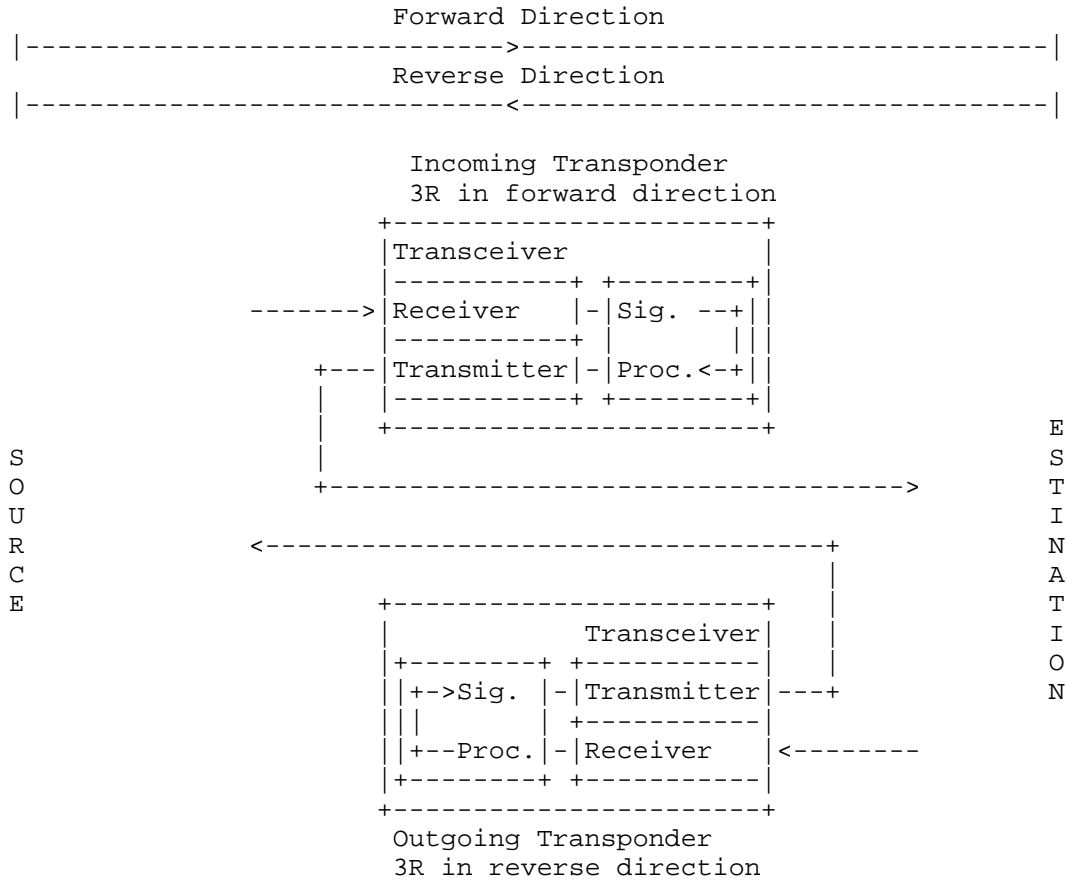 Forward Direction
Reverse Direction
Incoming Transponder
3R in forward direction
Transceiver
Receiver Sig.
Transmitter Proc.
SOURCE
ESTINATION
Transceiver
Sig. Transmitter
Proc. Receiver
Outgoing Transponder
3R in reverse direction